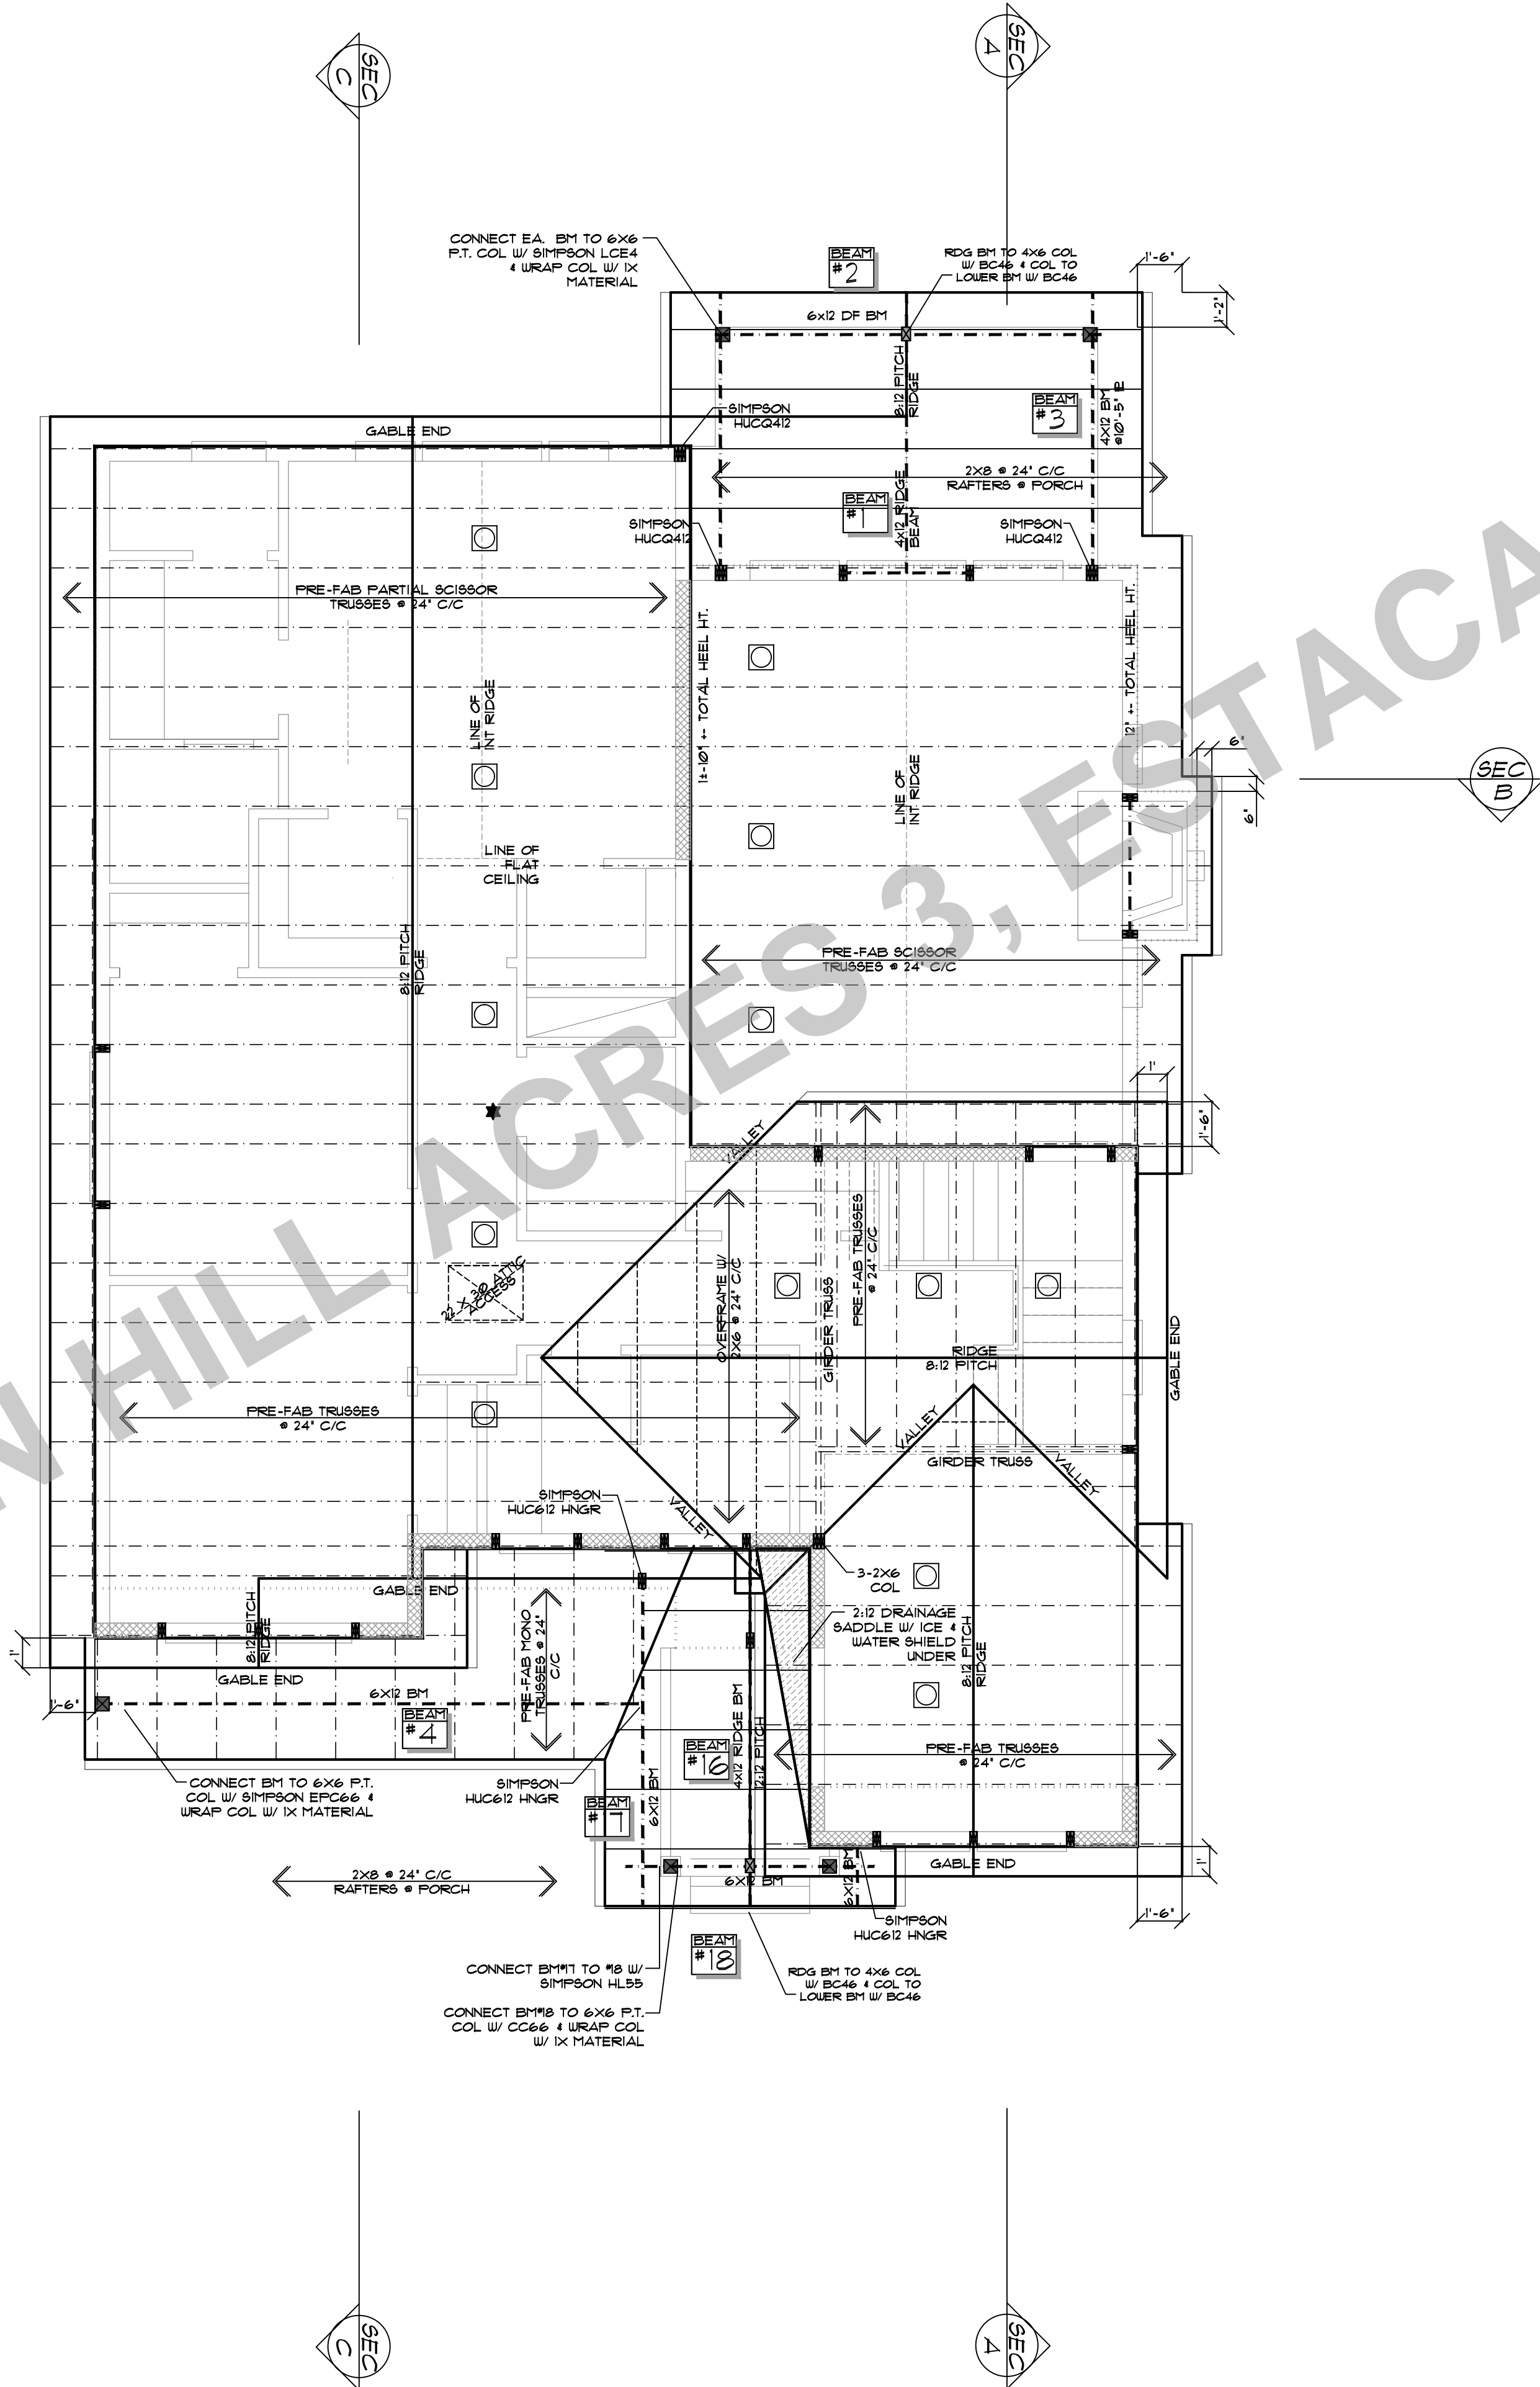 SEC
A
SEC
C
CONNECT EA. BM TO 6X6
P.T. COL W/ SIMPSON LCE4
& WRAP COL W/ 1X
MATERIAL
BEAM
#2
RDG BM TO 4X6 COL
W/ BC46 & COL TO
LOWER BM W/ BC46
1'-6"
1'-2"
6x12 DF BM
8:12 PITCH
RIDGE
BEAM
#3
4X12 BM
@10'-5" PL
SIMPSON
HUCQ412
GABLE END
2X8 @ 24" C/C
RAFTERS @ PORCH
BEAM
#1
4x12 RIDGE
BEAM
SIMPSON
HUCQ412
SIMPSON
HUCQ412
PRE-FAB PARTIAL SCISSOR
TRUSSES @ 24" C/C
1±-10" +- TOTAL HEEL HT.
12" +- TOTAL HEEL HT.
LINE OF
INT RIDGE
LINE OF
INT RIDGE
6"
6"
SEC
B
LINE OF
FLAT
CEILING
8:12 PITCH
RIDGE
PRE-FAB SCISSOR
TRUSSES @ 24" C/C
N HILL ACRES 3, ESTACA
1'
1'-6"
VALLEY
PRE-FAB TRUSSES
@ 24" C/C
OVERFRAME W/
2X6 @ 24" C/C
22 X 30 ATTIC
ACCESS
GIRDER TRUSS
RIDGE
8:12 PITCH
GABLE END
PRE-FAB TRUSSES
@ 24" C/C
VALLEY
GIRDER TRUSS
VALLEY
SIMPSON
HUC612 HNGR
VALLEY
3-2X6
COL
GABLE END
8:12 PITCH
RIDGE
PRE-FAB MONO
TRUSSES @ 24"
C/C
2:12 DRAINAGE
SADDLE W/ ICE &
WATER SHIELD
UNDER
8:12 PITCH
RIDGE
1'
GABLE END
1'-6"
6X12 BM
BEAM
#4
4x12 RIDGE BM
12:12 PITCH
BEAM
#16
PRE-FAB TRUSSES
@ 24" C/C
CONNECT BM TO 6X6 P.T.
COL W/ SIMPSON EPC66 &
WRAP COL W/ 1X MATERIAL
SIMPSON
HUC612 HNGR
BEAM
#17
6X12 BM
2X8 @ 24" C/C
RAFTERS @ PORCH
6X12 BM
6X12 BM
GABLE END
1'
1'-6"
SIMPSON
HUC612 HNGR
BEAM
#18
CONNECT BM#17 TO #18 W/
SIMPSON HL55
RDG BM TO 4X6 COL
W/ BC46 & COL TO
LOWER BM W/ BC46
CONNECT BM#18 TO 6X6 P.T.
COL W/ CC66 & WRAP COL
W/ 1X MATERIAL
SEC
C
SEC
A